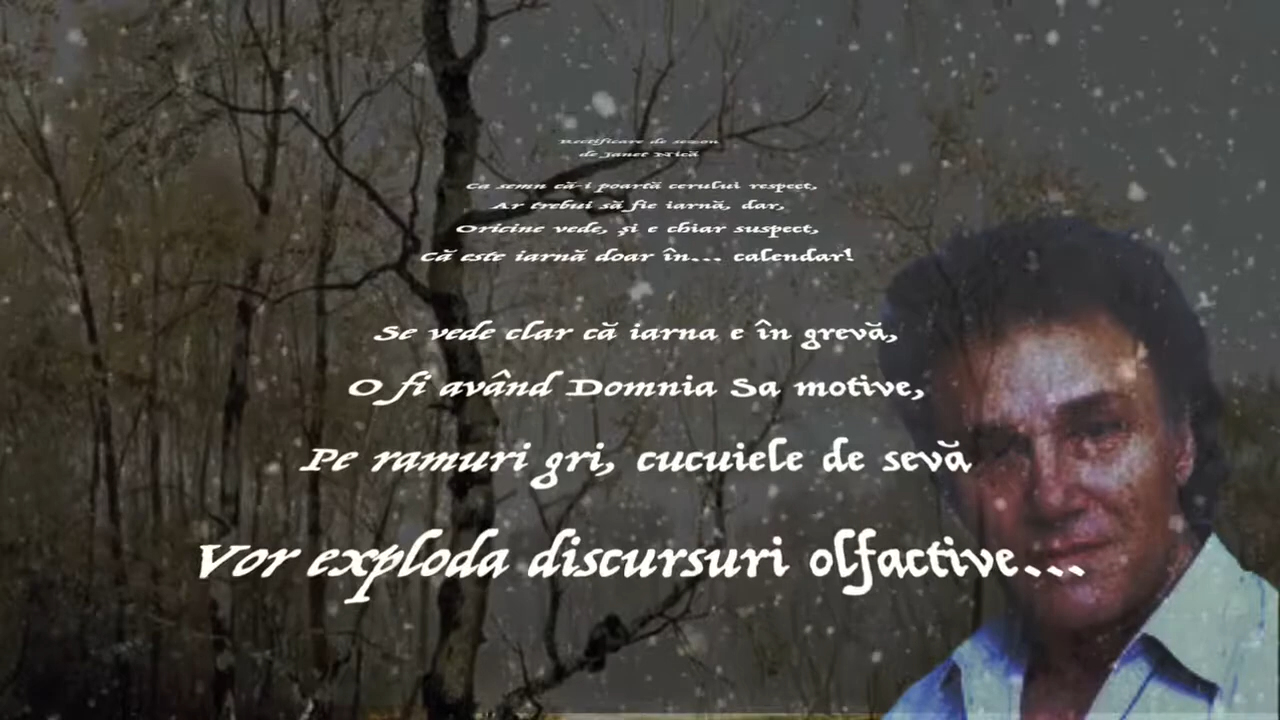 Rectificare de sezon
de Janet Nică
Ca semn că-i poartă cerului respect,
Ar trebui să fie iarnă, dar,
Oricine vede, și e chiar suspect,
Că este iarnă doar în... calendar!
Se vede clar că iarna e în grevă,
O fi având Domnia Sa motive,
Pe ramuri gri, cucuiele de sevă
Vor exploda discursuri olfactive...